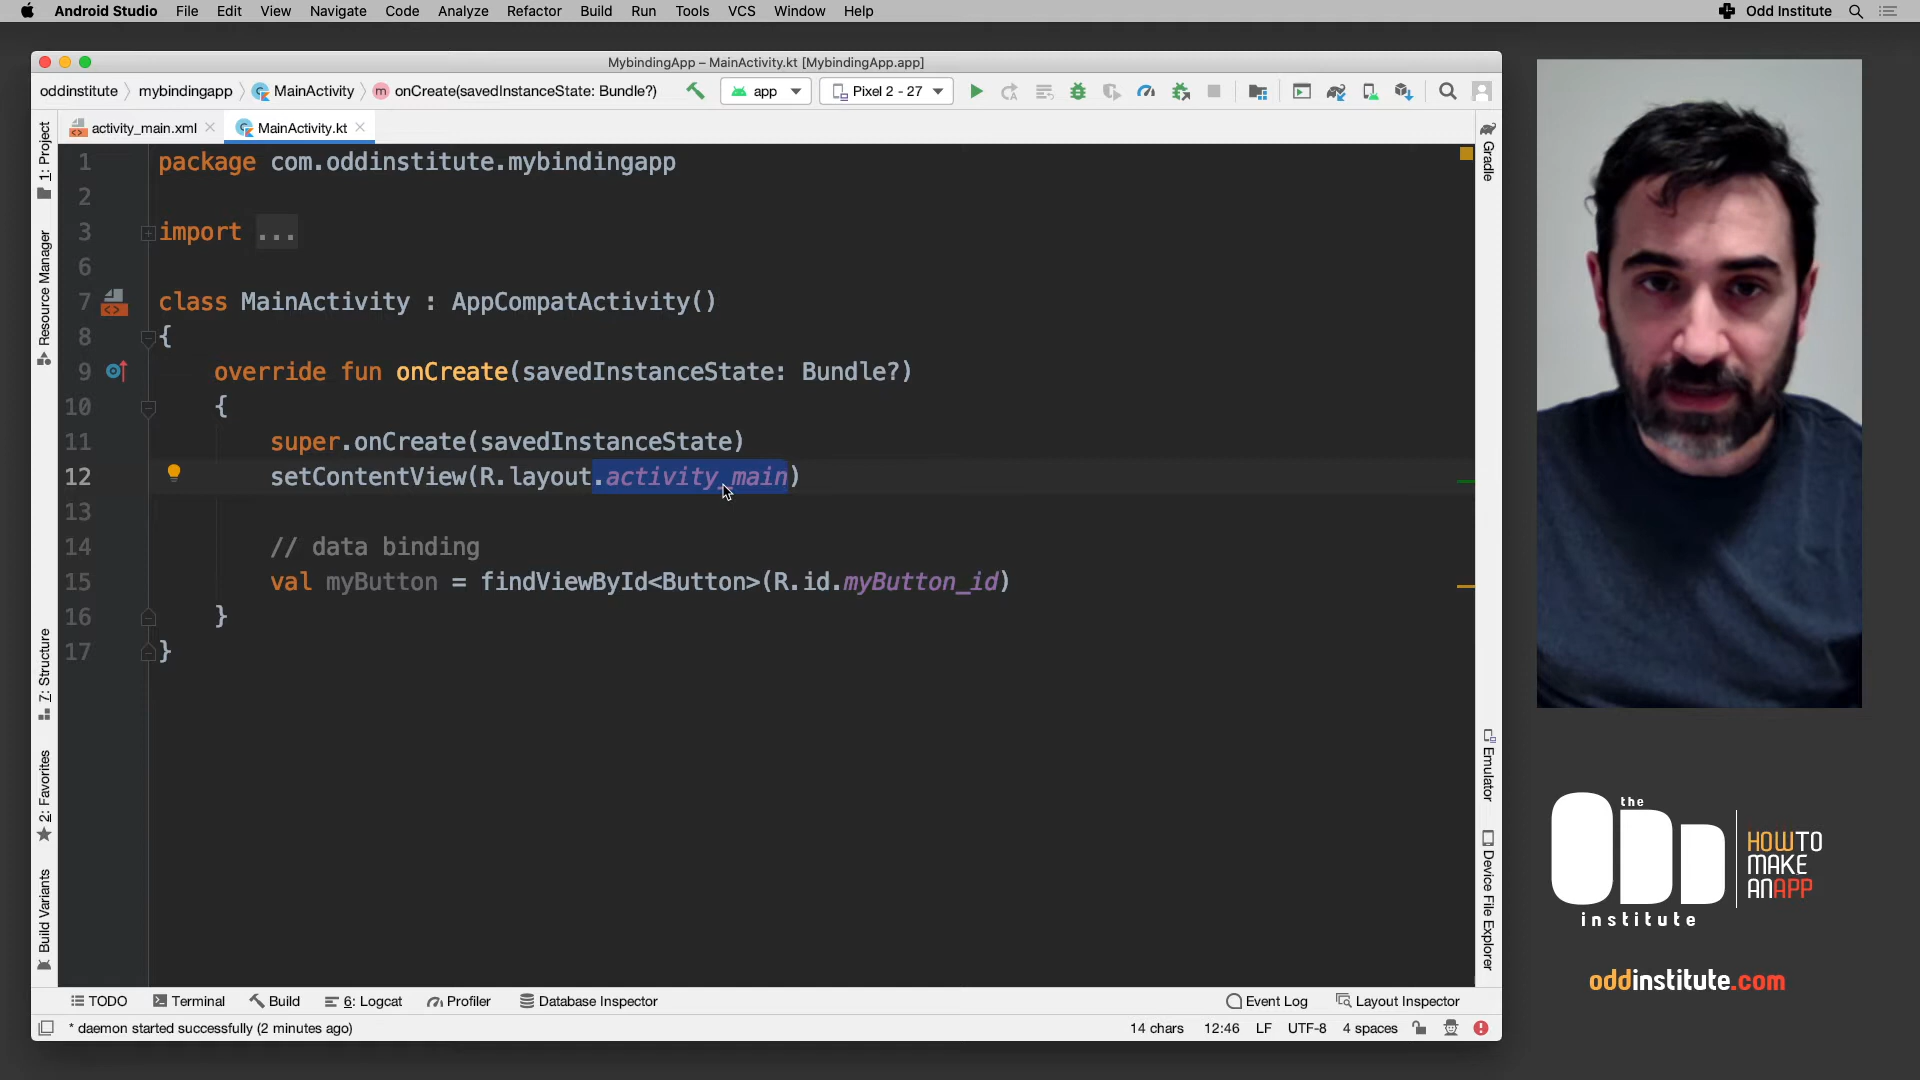 Android Studio File Edit View Navigate Code Analyze Refactor Build Run Tools VCS Window Help Odd Institute
MybindingApp – MainActivity.kt [MybindingApp.app]
oddinstitute mybindingapp MainActivity onCreate(savedInstanceState: Bundle?) app Pixel 2 - 27
activity_main.xml MainActivity.kt
1 package com.oddinstitute.mybindingapp
2
3 import ...
6
7 class MainActivity : AppCompatActivity()
8 {
9 override fun onCreate(savedInstanceState: Bundle?)
10 {
11 super.onCreate(savedInstanceState)
12 setContentView(R.layout.activity_main)
13
14 // data binding
15 val myButton = findViewById<Button>(R.id.myButton_id)
16 }
17 }
1: Project
Resource Manager
7: Structure
2: Favorites
Build Variants
Gradle
Emulator
Device File Explorer
TODO Terminal Build 6: Logcat Profiler Database Inspector Event Log Layout Inspector
* daemon started successfully (2 minutes ago) 14 chars 12:46 LF UTF-8 4 spaces
the
ODD
institute
HOWTO
MAKE
ANAPP
oddinstitute.com